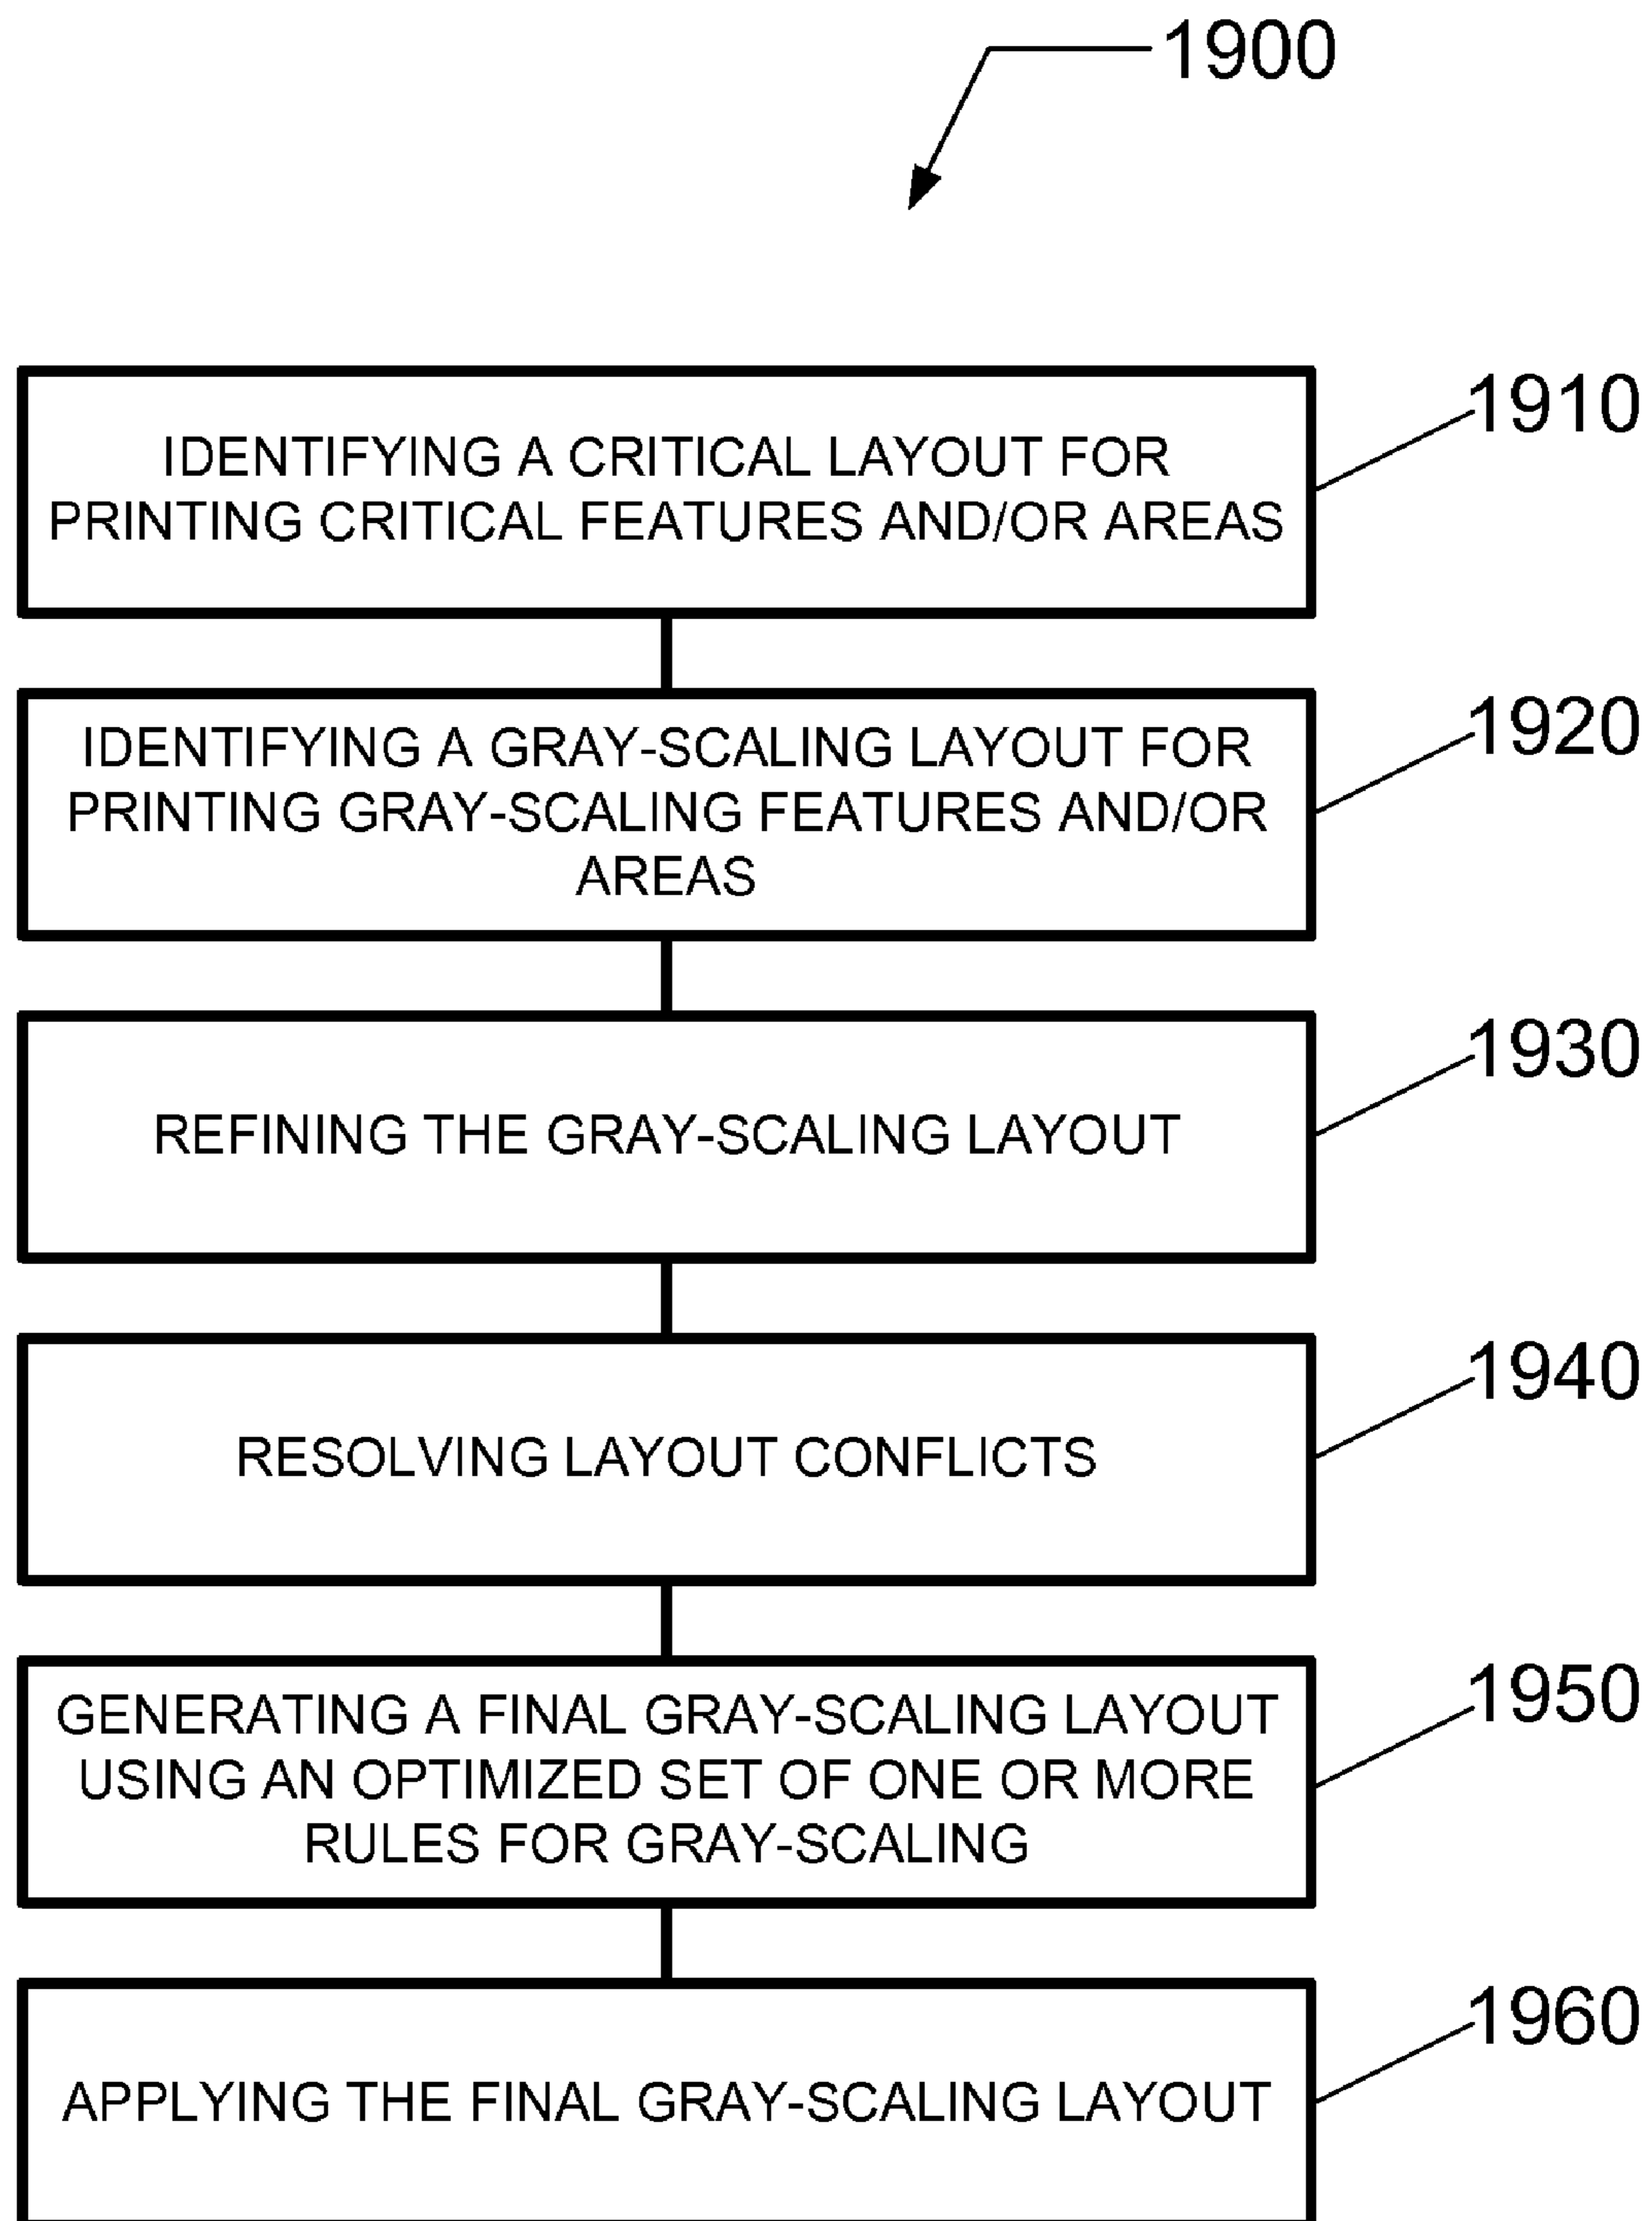 1900
1910
IDENTIFYING A CRITICAL LAYOUT FOR
PRINTING CRITICAL FEATURES AND/OR AREAS
1920
IDENTIFYING A GRAY-SCALING LAYOUT FOR
PRINTING GRAY-SCALING FEATURES AND/OR
AREAS
1930
REFINING THE GRAY-SCALING LAYOUT
1940
RESOLVING LAYOUT CONFLICTS
1950
GENERATING A FINAL GRAY-SCALING LAYOUT
USING AN OPTIMIZED SET OF ONE OR MORE
RULES FOR GRAY-SCALING
1960
APPLYING THE FINAL GRAY-SCALING LAYOUT